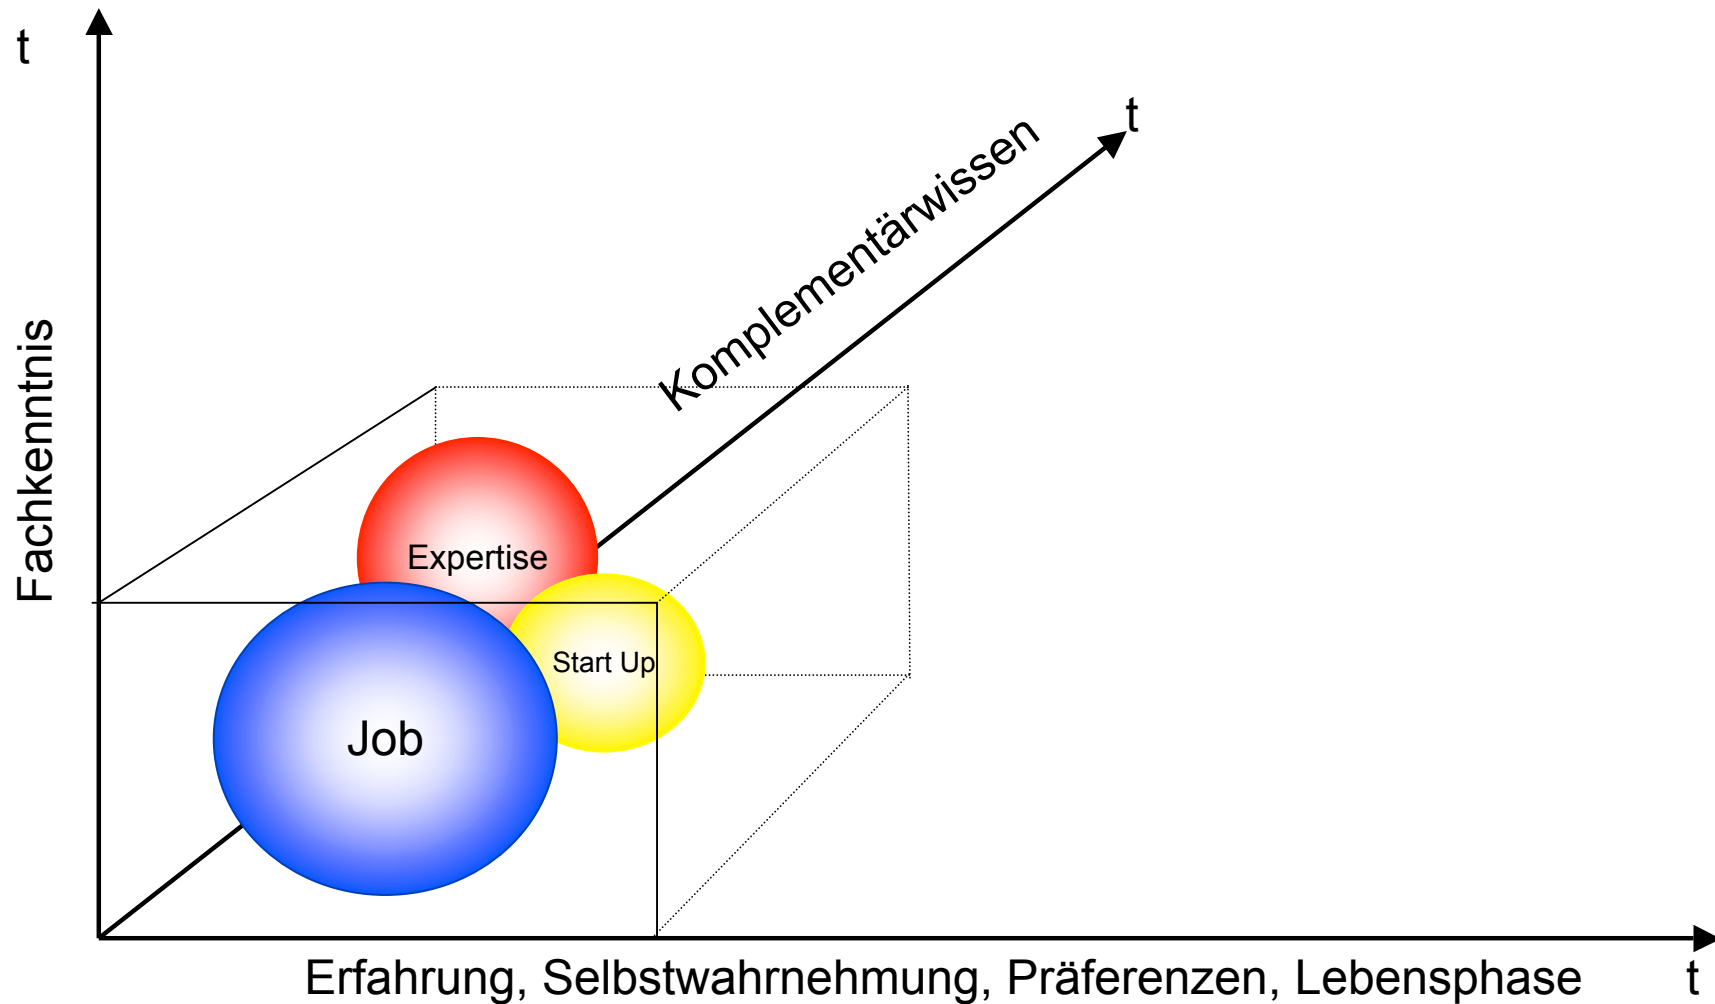 t
t
Komplementärwissen
Fachkenntnis
Expertise
Start Up
Job
Erfahrung, Selbstwahrnehmung, Präferenzen, Lebensphase
t